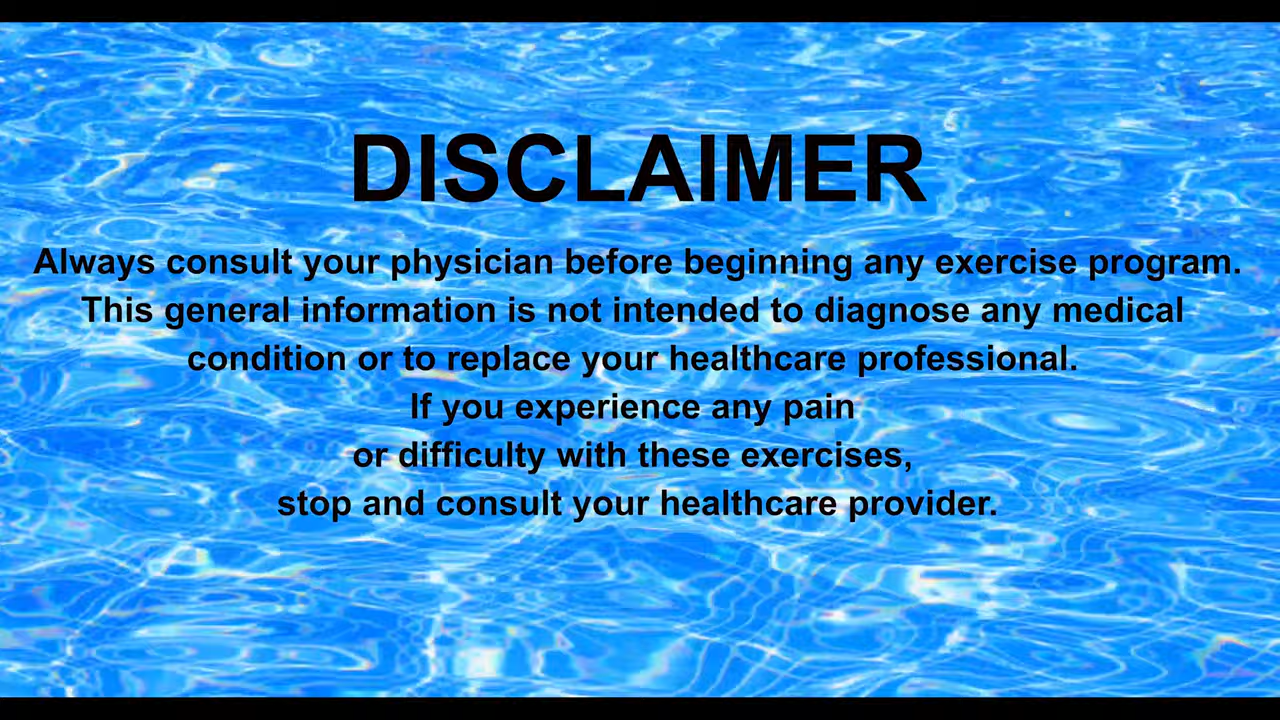 DISCLAIMER
Always consult your physician before beginning any exercise program.
This general information is not intended to diagnose any medical
condition or to replace your healthcare professional.
If you experience any pain
or difficulty with these exercises,
stop and consult your healthcare provider.